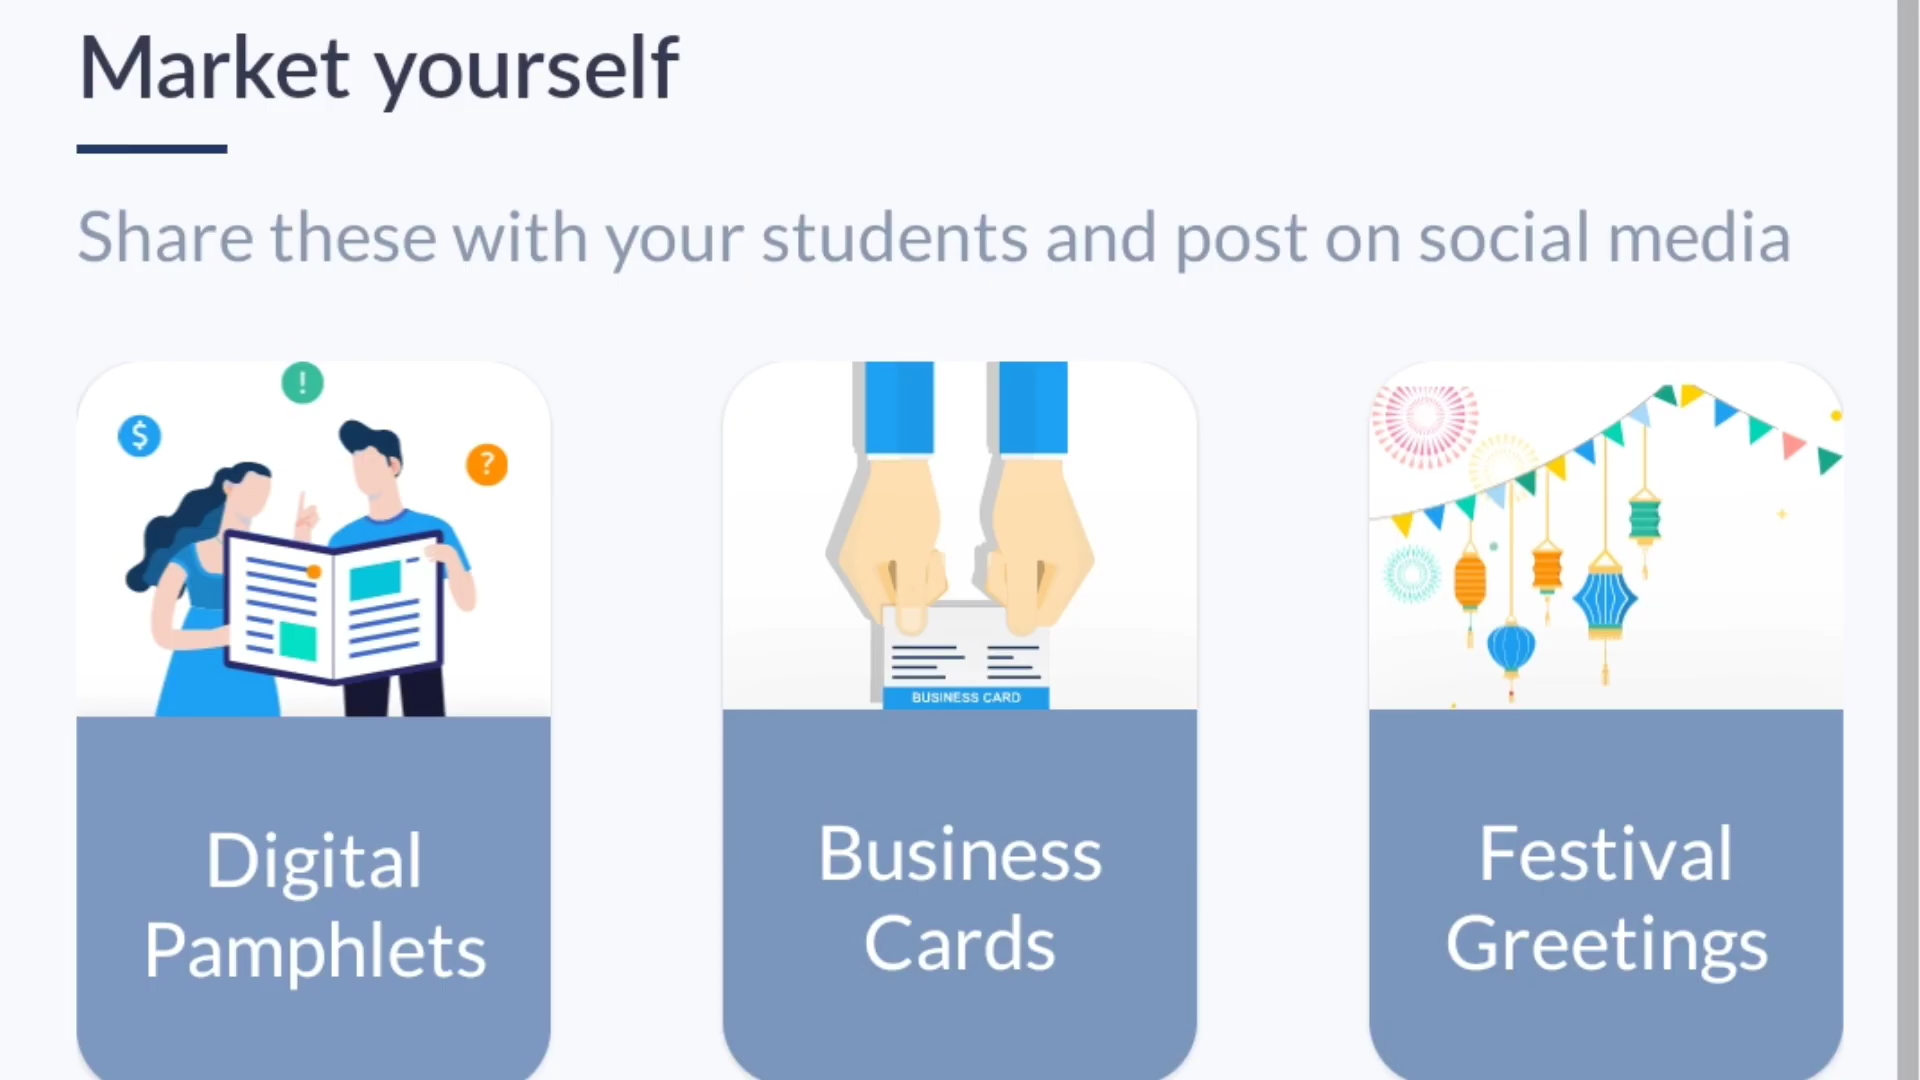 Market yourself
Share these with your students and post on social media
!
$
?
BUSINESS CARD
Digital
Pamphlets
Business
Cards
Festival
Greetings